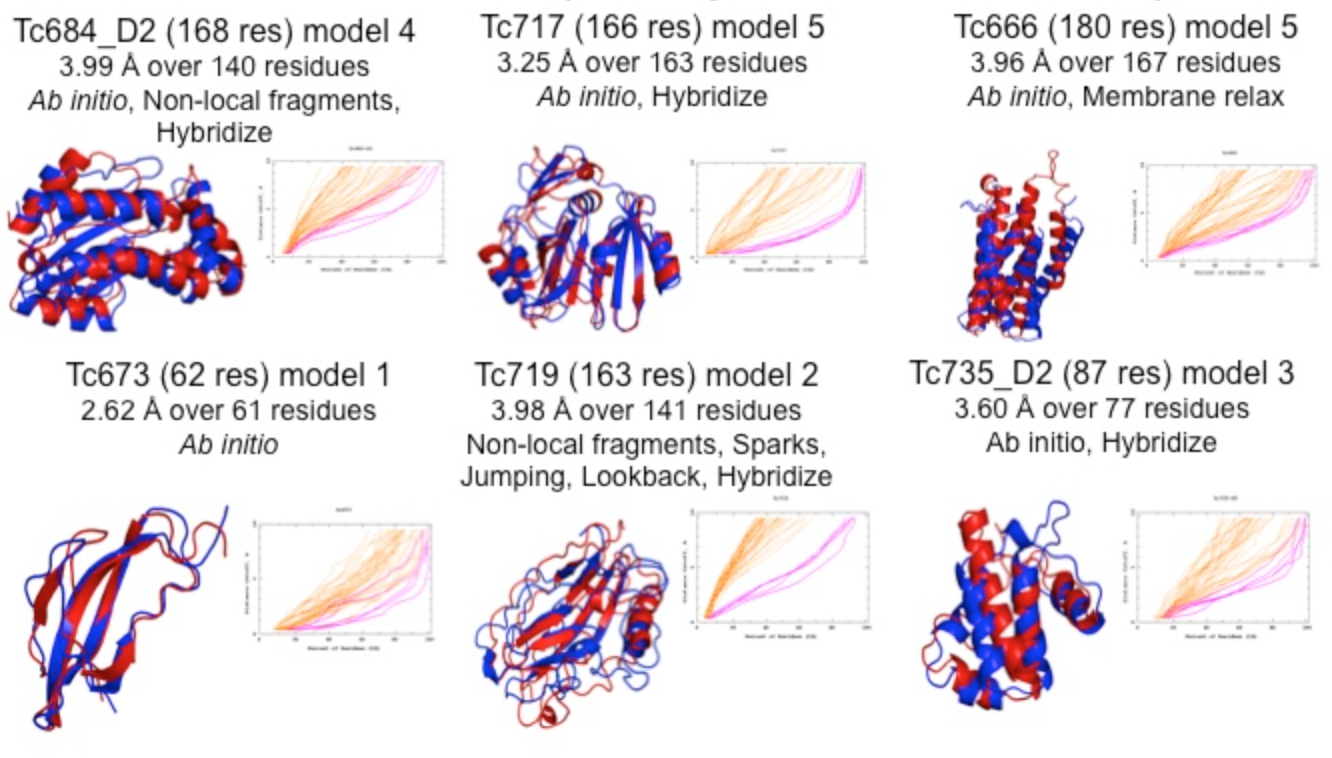 Tc684_D2 (168 res) model 4
3.99 Å over 140 residues
Ab initio, Non-local fragments,
Hybridize
Tc717 (166 res) model 5
3.25 Å over 163 residues
Ab initio, Hybridize
Tc666 (180 res) model 5
3.96 Å over 167 residues
Ab initio, Membrane relax
Tc673 (62 res) model 1
2.62 Å over 61 residues
Ab initio
Tc719 (163 res) model 2
3.98 Å over 141 residues
Non-local fragments, Sparks,
Jumping, Lookback, Hybridize
Tc735_D2 (87 res) model 3
3.60 Å over 77 residues
Ab initio, Hybridize